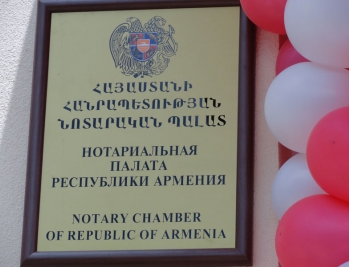 ՀԱՅԱՍՏԱՆԻ
ՀԱՆՐԱՊԵՏՈՒԹՅԱՆ
ՆՈՏԱՐԱԿԱՆ ՊԱԼԱՏ
НОТАРИАЛЬНАЯ
ПАЛАТА
РЕСПУБЛИКИ АРМЕНИЯ
NOTARY CHAMBER
OF REPUBLIC OF ARMENIA